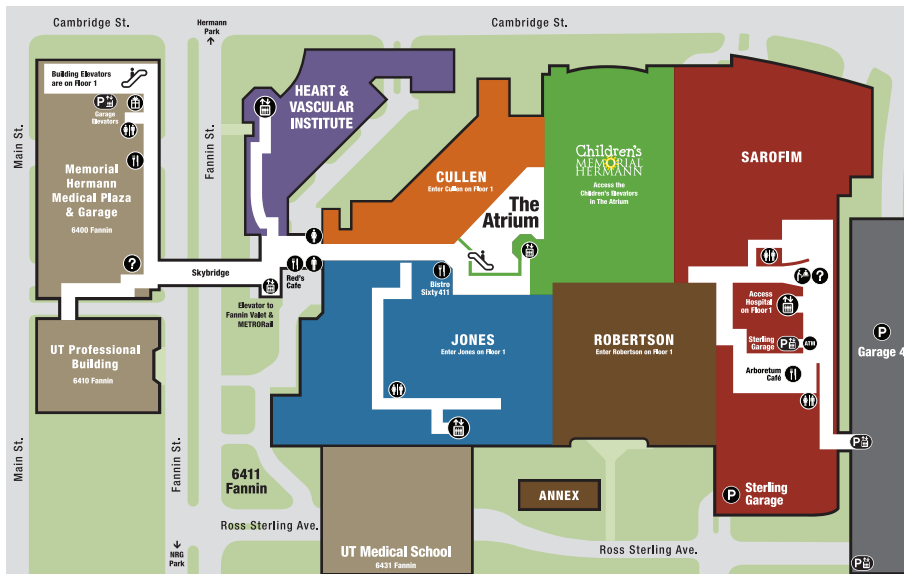 Cambridge St.
Hermann
Park
Cambridge St.
Building Elevators
are on Floor 1
P
Garage
Elevators
Main St.
Fannin St.
Memorial
Hermann
Medical Plaza
& Garage
6400 Fannin
?
Skybridge
UT Professional
Building
6410 Fannin
Main St.
Fannin St.
NRG
Park
HEART &
VASCULAR
INSTITUTE
CULLEN
Enter Cullen on Floor 1
The
Atrium
Children's
MEMORIAL
HERMANN
Access the
Children's Elevators
in The Atrium
SAROFIM
Red's
Cafe
Elevator to
Fannin Valet &
METRORail
Bistro
Sixty411
JONES
Enter Jones on Floor 1
ROBERTSON
Enter Robertson on Floor 1
?
Access
Hospital
on Floor 1
Sterling
Garage
P
ATM
Arboretum
Café
P
Garage 4
P
P
Sterling
Garage
6411
Fannin
ANNEX
Ross Sterling Ave.
UT Medical School
6431 Fannin
Ross Sterling Ave.
P